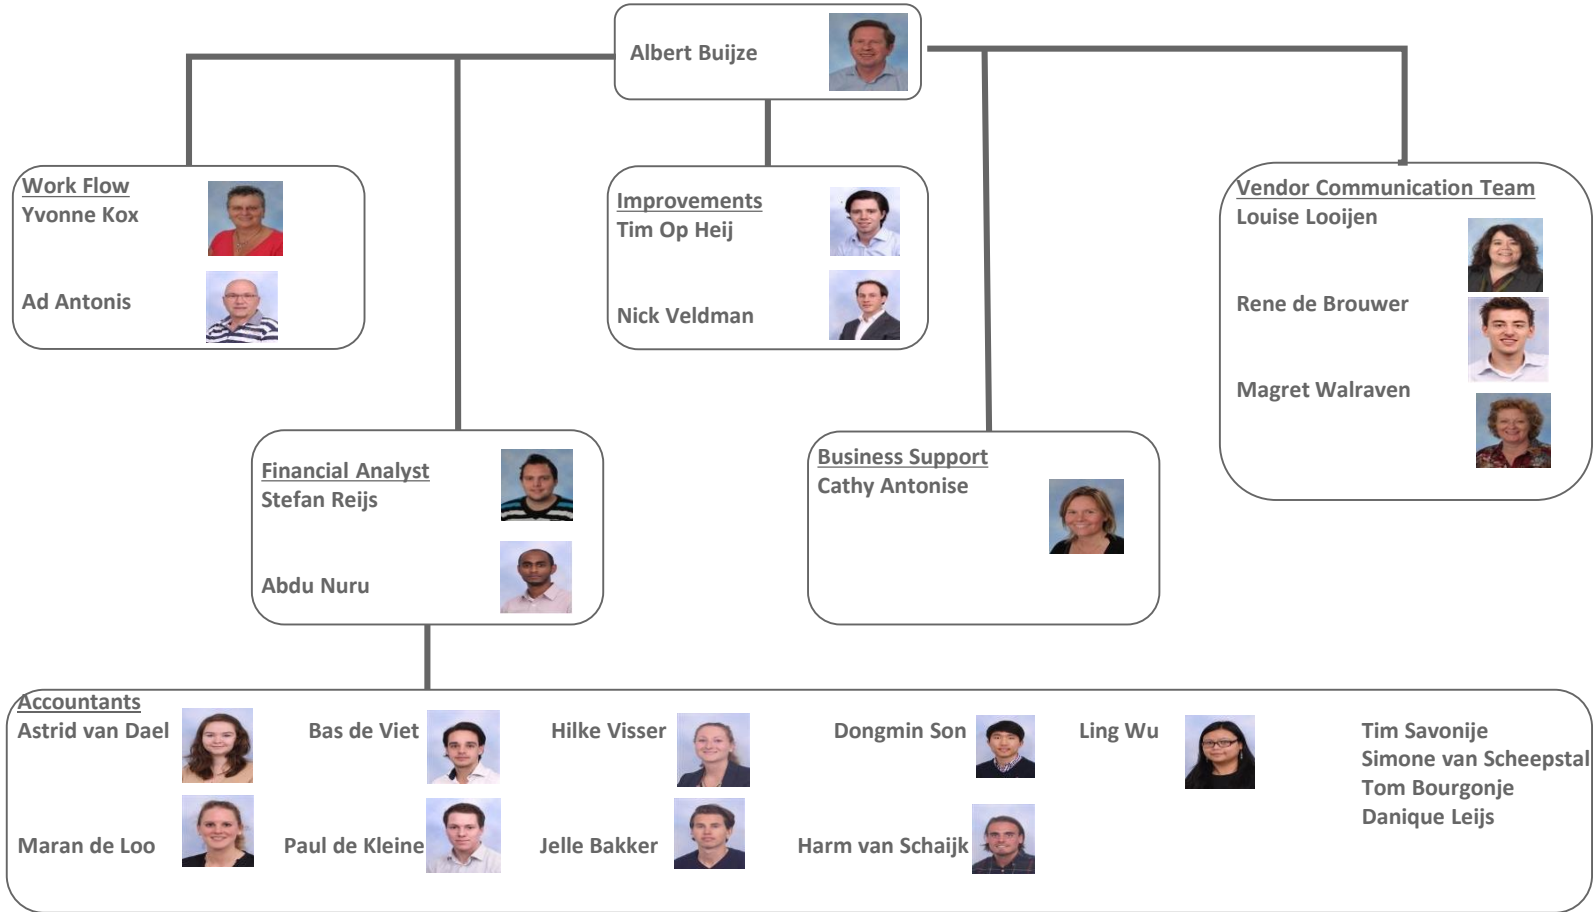 Albert Buijze
Work Flow
Yvonne Kox
Ad Antonis
Improvements
Tim Op Heij
Nick Veldman
Vendor Communication Team
Louise Looijen
Rene de Brouwer
Magret Walraven
Financial Analyst
Stefan Reijs
Abdu Nuru
Business Support
Cathy Antonise
Accountants
Astrid van Dael
Bas de Viet
Hilke Visser
Dongmin Son
Ling Wu
Tim Savonije
Simone van Scheepstal
Tom Bourgonje
Danique Leijs
Maran de Loo
Paul de Kleine
Jelle Bakker
Harm van Schaijk